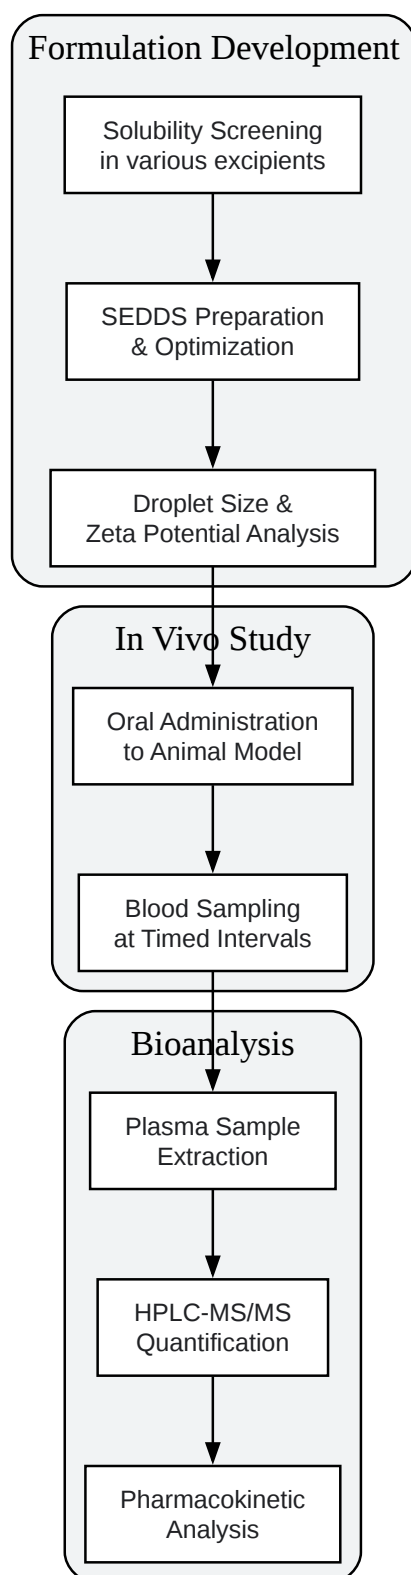 Formulation Development
Solubility Screening
in various excipients
SEDDS Preparation
& Optimization
Droplet Size &
Zeta Potential Analysis
In Vivo Study
Oral Administration
to Animal Model
Blood Sampling
at Timed Intervals
Bioanalysis
Plasma Sample
Extraction
HPLC-MS/MS
Quantification
Pharmacokinetic
Analysis